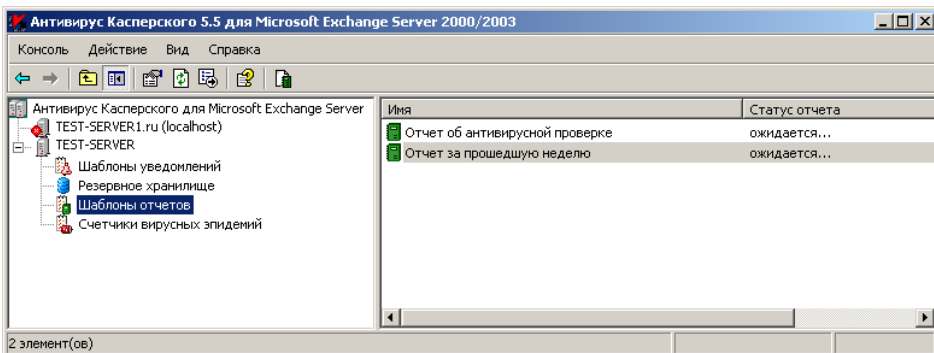 Антивирус Касперского 5.5 для Microsoft Exchange Server 2000/2003
Консоль Действие Вид Справка
Антивирус Касперского для Microsoft Exchange Server
TEST-SERVER1.ru (localhost)
TEST-SERVER
Шаблоны уведомлений
Резервное хранилище
Шаблоны отчетов
Счетчики вирусных эпидемий
Имя Статус отчета
Отчет об антивирусной проверке ожидается...
Отчет за прошедшую неделю ожидается...
2 элемент(ов)